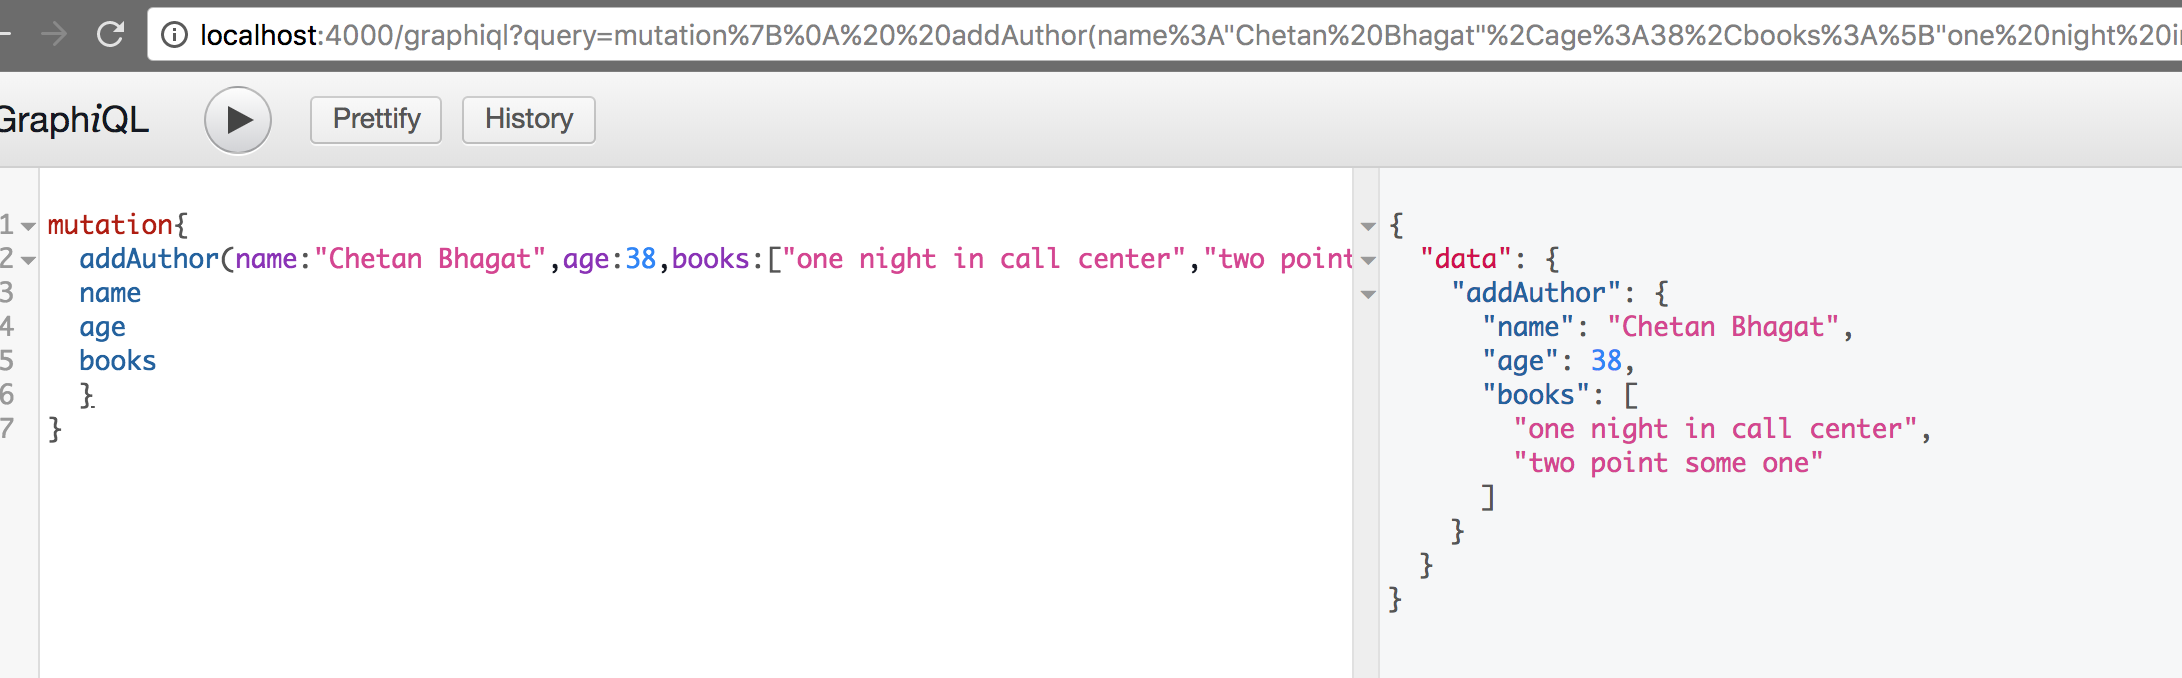 localhost:4000/graphiql?query=mutation%7B%0A%20%20addAuthor(name%3A"Chetan%20Bhagat"%2Cage%3A38%2Cbooks%3A%5B"one%20night%20i
GraphiQL Prettify History
1 mutation{
2 addAuthor(name:"Chetan Bhagat",age:38,books:["one night in call center","two point
3 name
4 age
5 books
6 }
7 }
{
"data": {
"addAuthor": {
"name": "Chetan Bhagat",
"age": 38,
"books": [
"one night in call center",
"two point some one"
]
}
}
}